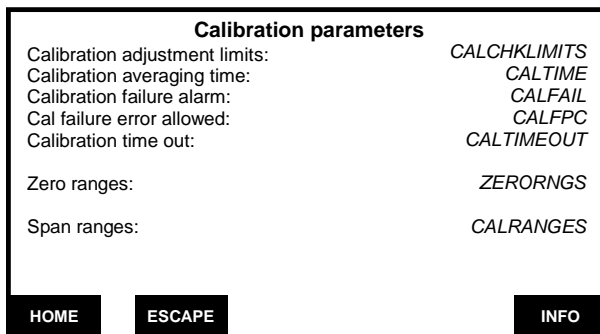 Calibration parameters
Calibration adjustment limits: CALCHKLIMITS
Calibration averaging time: CALTIME
Calibration failure alarm: CALFAIL
Cal failure error allowed: CALFPC
Calibration time out: CALTIMEOUT
Zero ranges: ZERORNGS
Span ranges: CALRANGES
HOME ESCAPE INFO